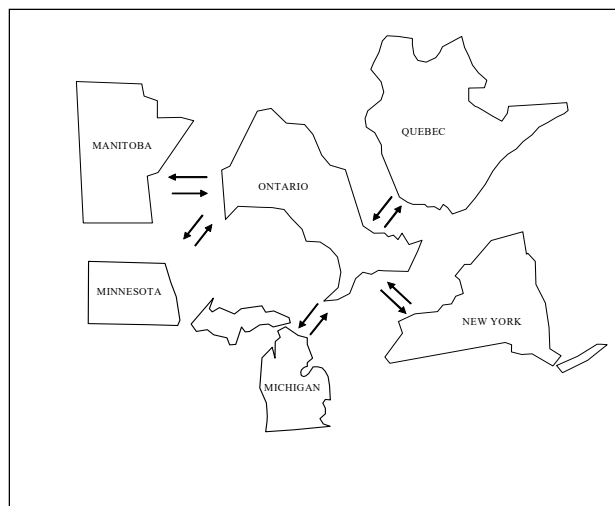 QUEBEC
MANITOBA
ONTARIO
MINNESOTA
NEW YORK
MICHIGAN